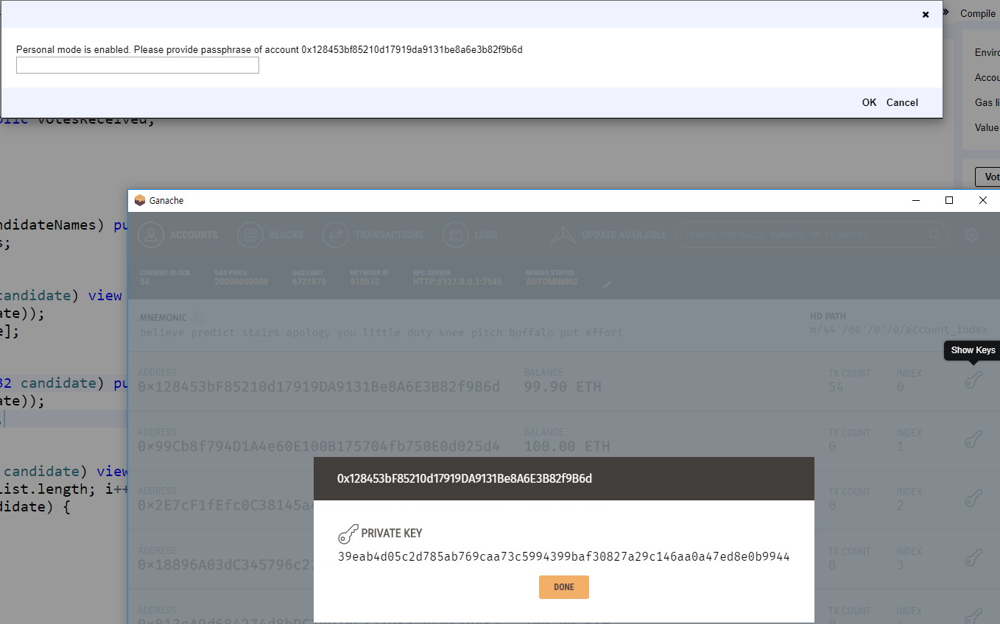 Compile
Personal mode is enabled. Please provide passphrase of account 0x128453bf85210d17919da9131be8a6e3b82f9b6d
OK Cancel
Enviro
Accou
Gas li
Value
votesReceived;
Vot
Ganache
ndidateNames) pu
s;
candidate) view
ate));
e];
32 candidate) pu
ate));
candidate) view
List.length; i++
didate) {
ACCOUNTS BLOCKS TRANSACTIONS LOGS UPDATE AVAILABLE SEARCH FOR BLOCK NUMBERS OR TX HASHES
CURRENT BLOCK GAS PRICE GAS LIMIT NETWORK ID RPC SERVER MINING STATUS
54 20000000000 6721975 910513 HTTP://127.0.0.1:7545 AUTOMINING
MNEMONIC HD PATH
believe predict stairs apology you little duty knee pitch buffalo put effort m/44'/60'/0'/0/account_index
Show Keys
ADDRESS BALANCE TX COUNT INDEX
0×128453bF85210d17919DA9131Be8A6E3B82f9B6d 99.90 ETH 54 0
ADDRESS BALANCE TX COUNT INDEX
0×99Cb8f794D1A4e60E100B175704fb750E0d025d4 100.00 ETH 0 1
ADDRESS TX COUNT INDEX
0×2E7cF1fEfc0C38145a4 0 2
ADDRESS TX COUNT INDEX
0×18896A03dC345796c2 0 3
ADDRESS TX COUNT INDEX
0x128453bF85210d17919DA9131Be8A6E3B82f9B6d
PRIVATE KEY
39eab4d05c2d785ab769caa73c5994399baf30827a29c146aa0a47ed8e0b9944
DONE